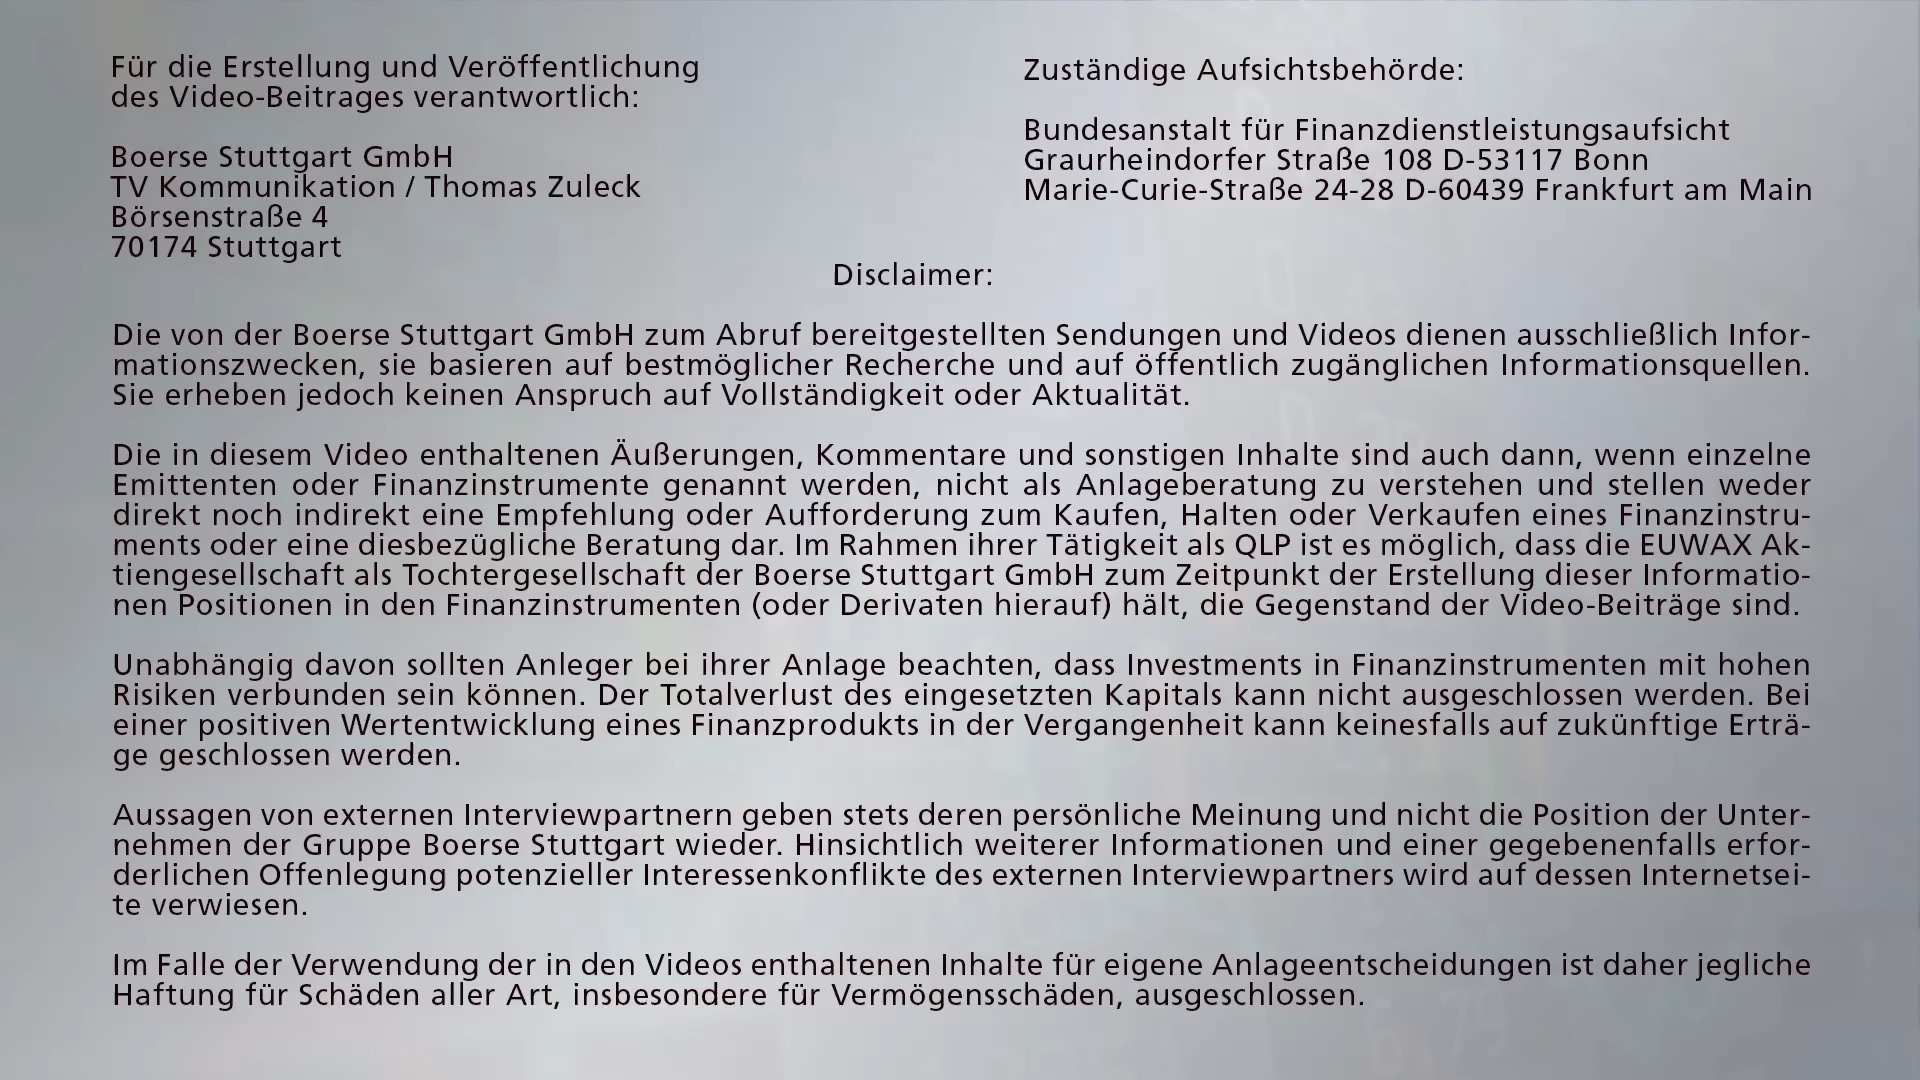 Für die Erstellung und Veröffentlichung
des Video-Beitrages verantwortlich:
Boerse Stuttgart GmbH
TV Kommunikation / Thomas Zuleck
Börsenstraße 4
70174 Stuttgart
Zuständige Aufsichtsbehörde:
Bundesanstalt für Finanzdienstleistungsaufsicht
Graurheindorfer Straße 108 D-53117 Bonn
Marie-Curie-Straße 24-28 D-60439 Frankfurt am Main
Disclaimer:
Die von der Boerse Stuttgart GmbH zum Abruf bereitgestellten Sendungen und Videos dienen ausschließlich Infor-
mationszwecken, sie basieren auf bestmöglicher Recherche und auf öffentlich zugänglichen Informationsquellen.
Sie erheben jedoch keinen Anspruch auf Vollständigkeit oder Aktualität.
Die in diesem Video enthaltenen Äußerungen, Kommentare und sonstigen Inhalte sind auch dann, wenn einzelne
Emittenten oder Finanzinstrumente genannt werden, nicht als Anlageberatung zu verstehen und stellen weder
direkt noch indirekt eine Empfehlung oder Aufforderung zum Kaufen, Halten oder Verkaufen eines Finanzinstru-
ments oder eine diesbezügliche Beratung dar. Im Rahmen ihrer Tätigkeit als QLP ist es möglich, dass die EUWAX Ak-
tiengesellschaft als Tochtergesellschaft der Boerse Stuttgart GmbH zum Zeitpunkt der Erstellung dieser Informatio-
nen Positionen in den Finanzinstrumenten (oder Derivaten hierauf) hält, die Gegenstand der Video-Beiträge sind.
Unabhängig davon sollten Anleger bei ihrer Anlage beachten, dass Investments in Finanzinstrumenten mit hohen
Risiken verbunden sein können. Der Totalverlust des eingesetzten Kapitals kann nicht ausgeschlossen werden. Bei
einer positiven Wertentwicklung eines Finanzprodukts in der Vergangenheit kann keinesfalls auf zukünftige Erträ-
ge geschlossen werden.
Aussagen von externen Interviewpartnern geben stets deren persönliche Meinung und nicht die Position der Unter-
nehmen der Gruppe Boerse Stuttgart wieder. Hinsichtlich weiterer Informationen und einer gegebenenfalls erfor-
derlichen Offenlegung potenzieller Interessenkonflikte des externen Interviewpartners wird auf dessen Internetsei-
te verwiesen.
Im Falle der Verwendung der in den Videos enthaltenen Inhalte für eigene Anlageentscheidungen ist daher jegliche
Haftung für Schäden aller Art, insbesondere für Vermögensschäden, ausgeschlossen.